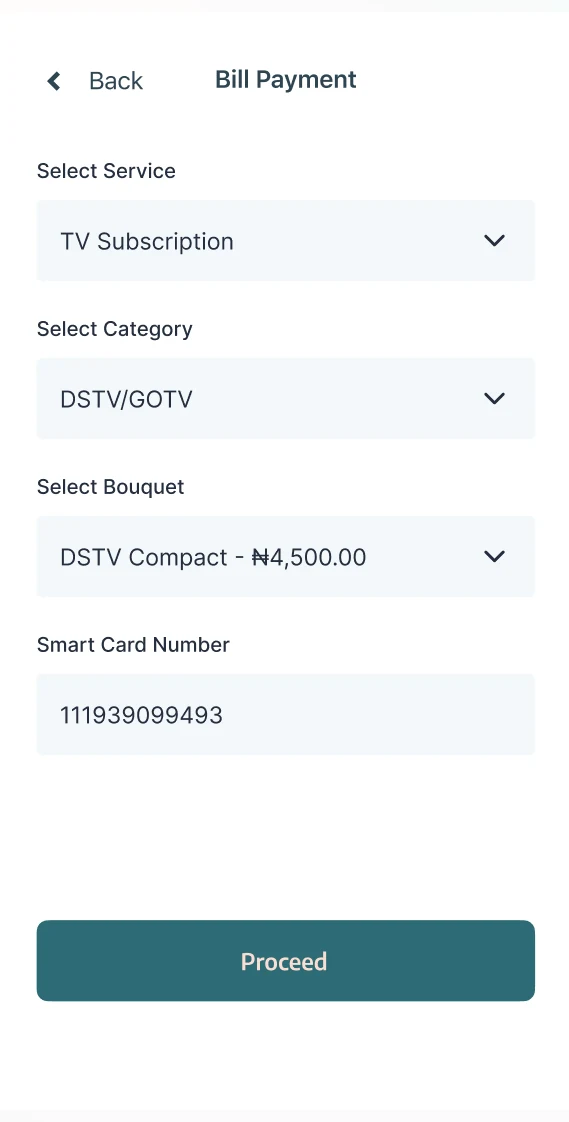 Back
Bill Payment
Select Service
TV Subscription
Select Category
DSTV/GOTV
Select Bouquet
DSTV Compact - ₦4,500.00
Smart Card Number
111939099493
Proceed